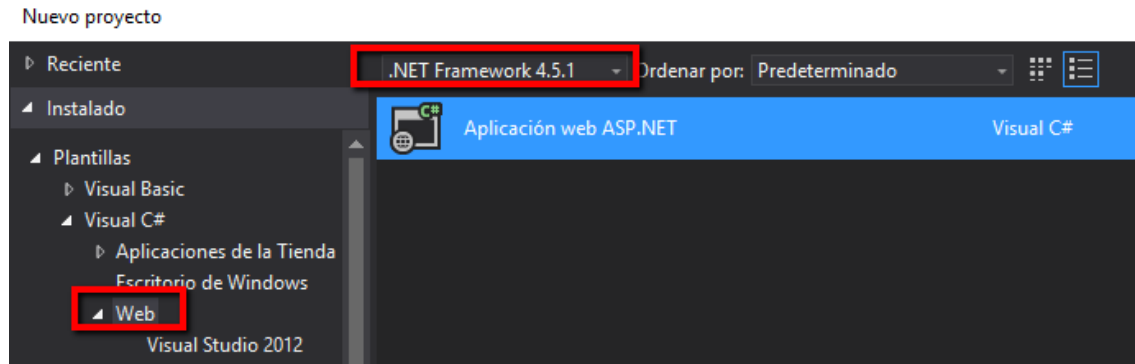 Nuevo proyecto
Reciente
.NET Framework 4.5.1 Ordenar por: Predeterminado
Instalado
C#
Aplicación web ASP.NET Visual C#
Plantillas
Visual Basic
Visual C#
Aplicaciones de la Tienda
Escritorio de Windows
Web
Visual Studio 2012